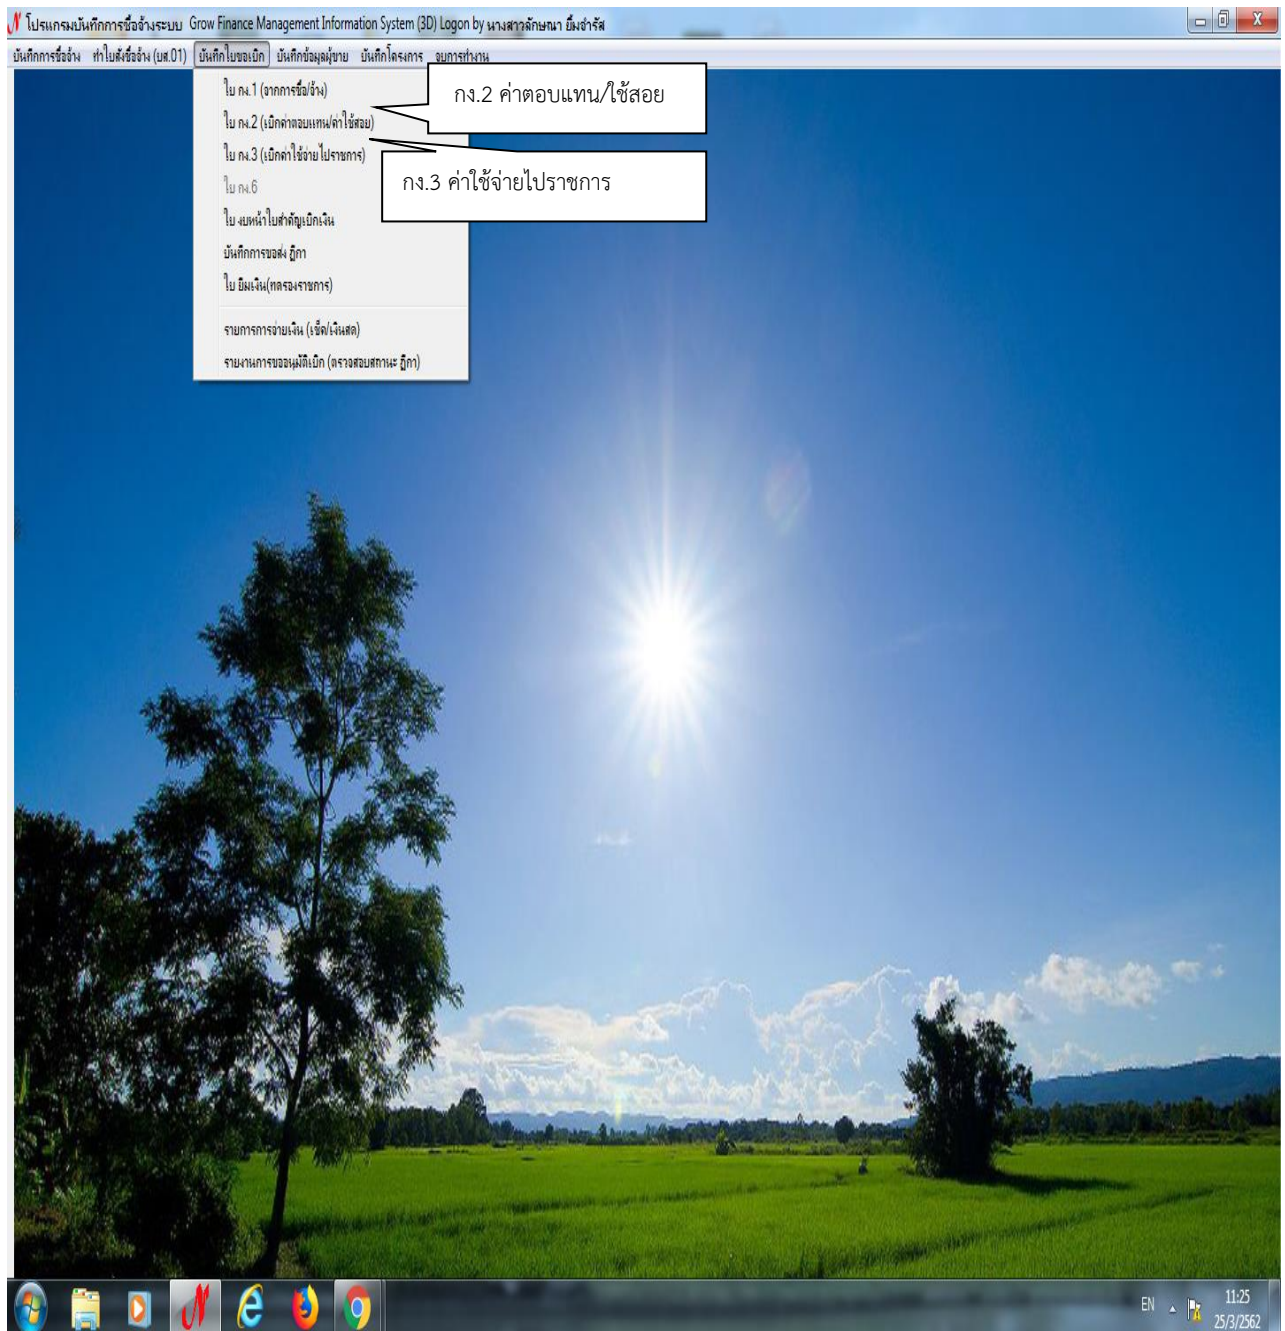 โปรแกรมบันทึกการซื้อจ้างระบบ Grow Finance Management Information System (3D) Logon by นางสาวลักษณา ยิ้มจำรัส
บันทึกการซื้อจ้าง ทำใบสั่งซื้อจ้าง (บส.01) บันทึกใบขอเบิก บันทึกข้อมูลผู้ขาย บันทึกโครงการ จบการทำงาน
ใบ กง.1 (จากการซื้อ/จ้าง)
ใบ กง.2 (เบิกค่าตอบแทน/ค่าใช้สอย)
ใบ กง.3 (เบิกค่าใช้จ่ายไปราชการ)
ใบ กง.6
ใบ งบหน้าใบสำคัญเบิกเงิน
บันทึกการขอส่ง ฎีกา
ใบ ยืมเงิน(ทดรองราชการ)
รายการการจ่ายเงิน (เช็ค/เงินสด)
รายงานการขออนุมัติเบิก (ตรวจสอบสถานะ ฎีกา)
กง.2 ค่าตอบแทน/ใช้สอย
กง.3 ค่าใช้จ่ายไปราชการ
EN
11:25
25/3/2562